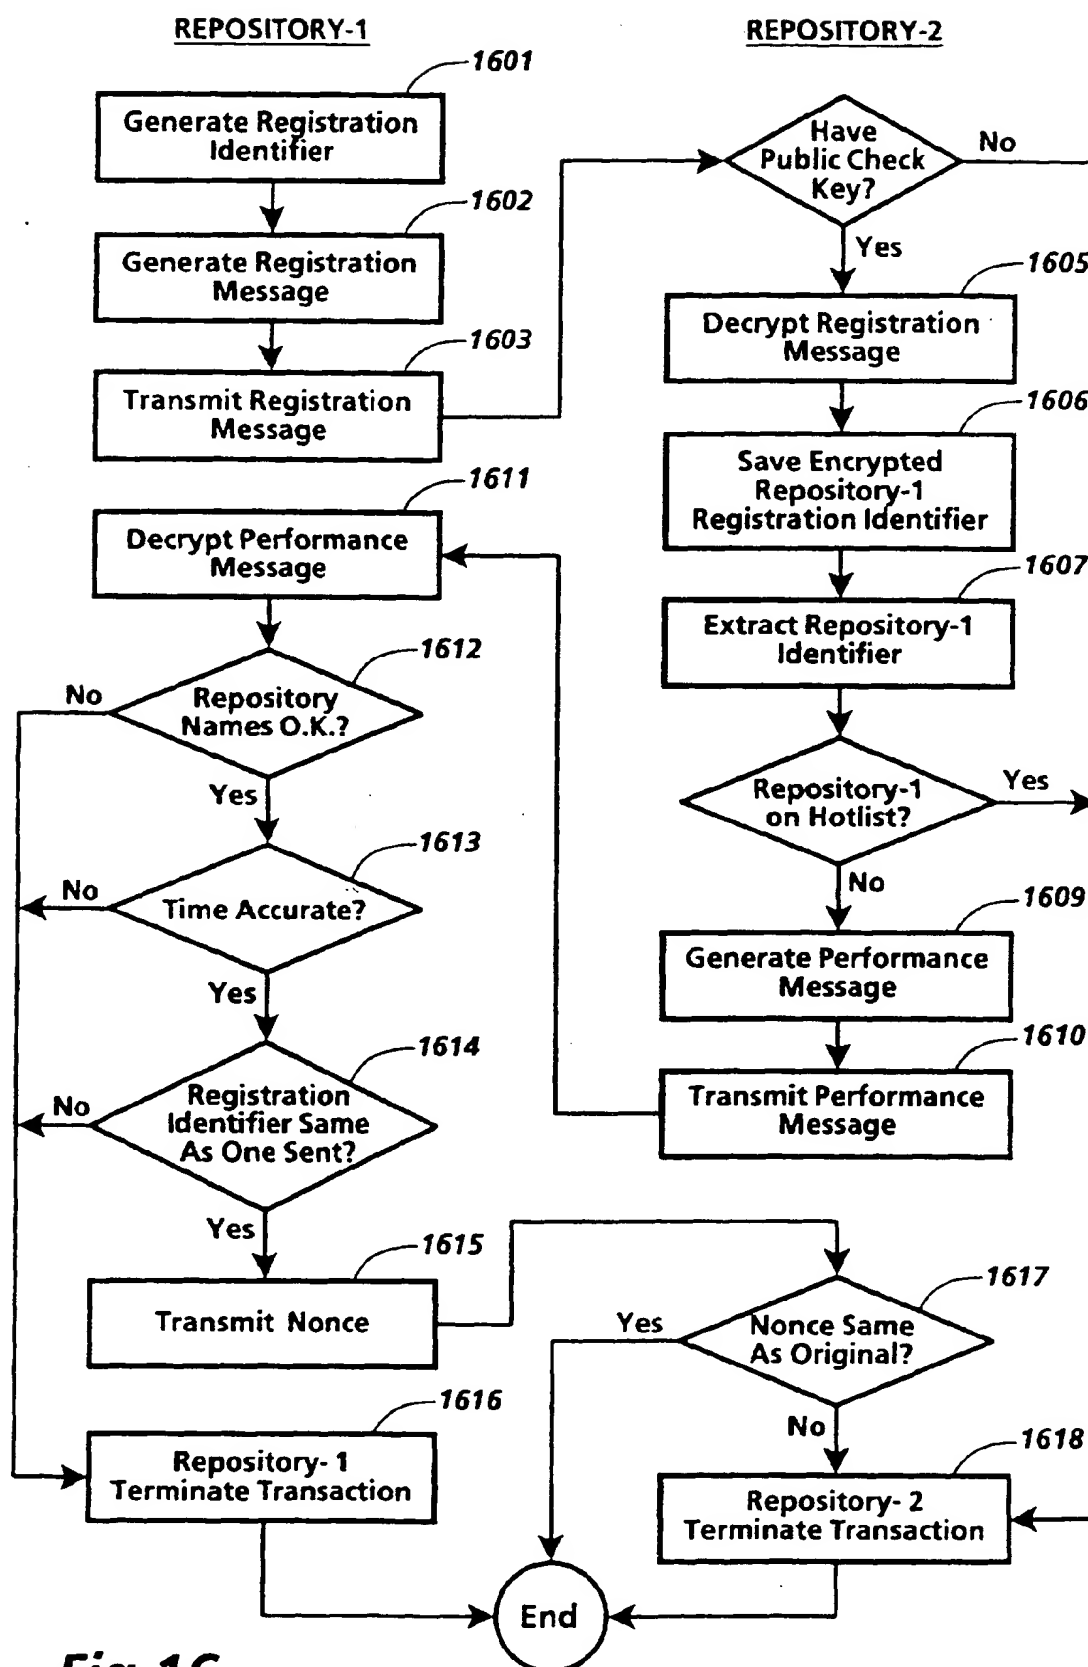 REPOSITORY-1
1601
Generate Registration
Identifier
1602
Generate Registration
Message
1603
Transmit Registration
Message
1611
Decrypt Performance
Message
1612
Repository
Names O.K.?
No
Yes
1613
Time Accurate?
No
Yes
1614
Registration
Identifier Same
As One Sent?
No
Yes
1615
Transmit Nonce
1616
Repository- 1
Terminate Transaction
REPOSITORY-2
Have
Public Check
Key?
No
Yes
1605
Decrypt Registration
Message
1606
Save Encrypted
Repository-1
Registration Identifier
1607
Extract Repository-1
Identifier
Repository-1
on Hotlist?
Yes
No
1609
Generate Performance
Message
1610
Transmit Performance
Message
1617
Nonce Same
As Original?
Yes
No
1618
Repository- 2
Terminate Transaction
End